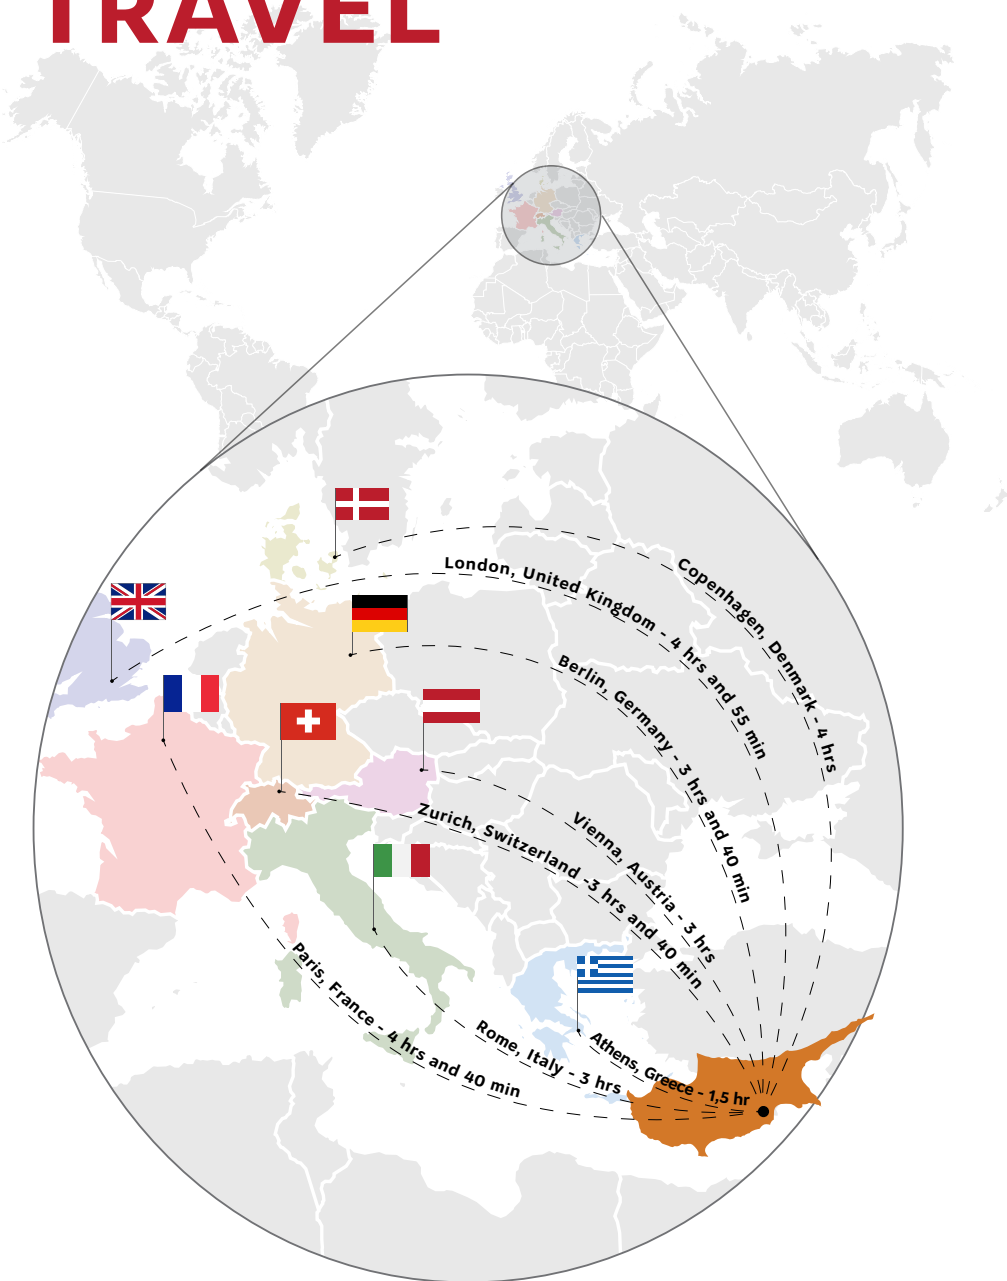 TRAVEL
Copenhagen, Denmark - 4 hrs
London, United Kingdom - 4 hrs and 55 min
Berlin, Germany - 3 hrs and 40 min
Vienna, Austria - 3 hrs
Zurich, Switzerland -3 hrs and 40 min
Paris, France - 4 hrs and 40 min
Rome, Italy - 3 hrs
Athens, Greece - 1,5 hr